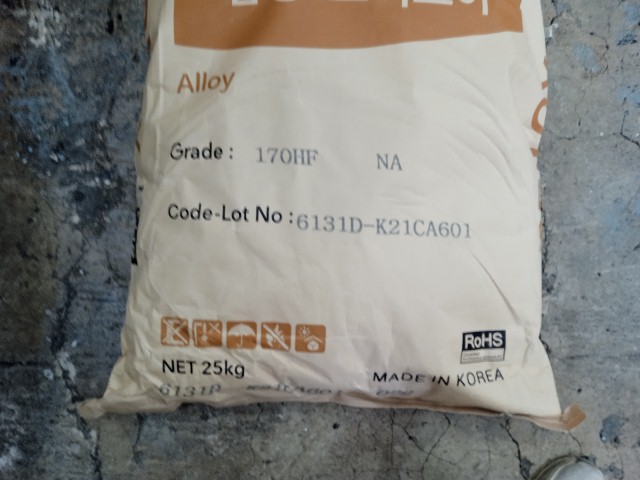 Alloy
Grade : 170HF NA
Code-Lot No : 6131D-K21CA601
RoHS
NET 25kg
MADE IN KOREA